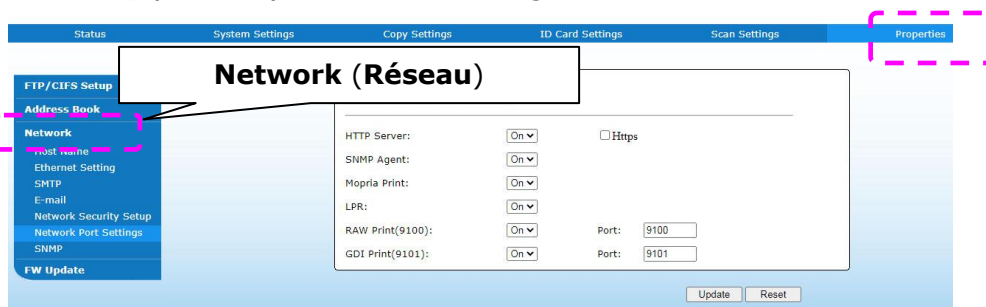 Status System Settings Copy Settings ID Card Settings Scan Settings Properties
Network (Réseau)
FTP/CIFS Setup
Address Book
Network
Host Name
Ethernet Setting
SMTP
E-mail
Network Security Setup
Network Port Settings
SNMP
FW Update
HTTP Server: On Https
SNMP Agent: On
Mopria Print: On
LPR: On
RAW Print(9100): On Port: 9100
GDI Print(9101): On Port: 9101
Update Reset